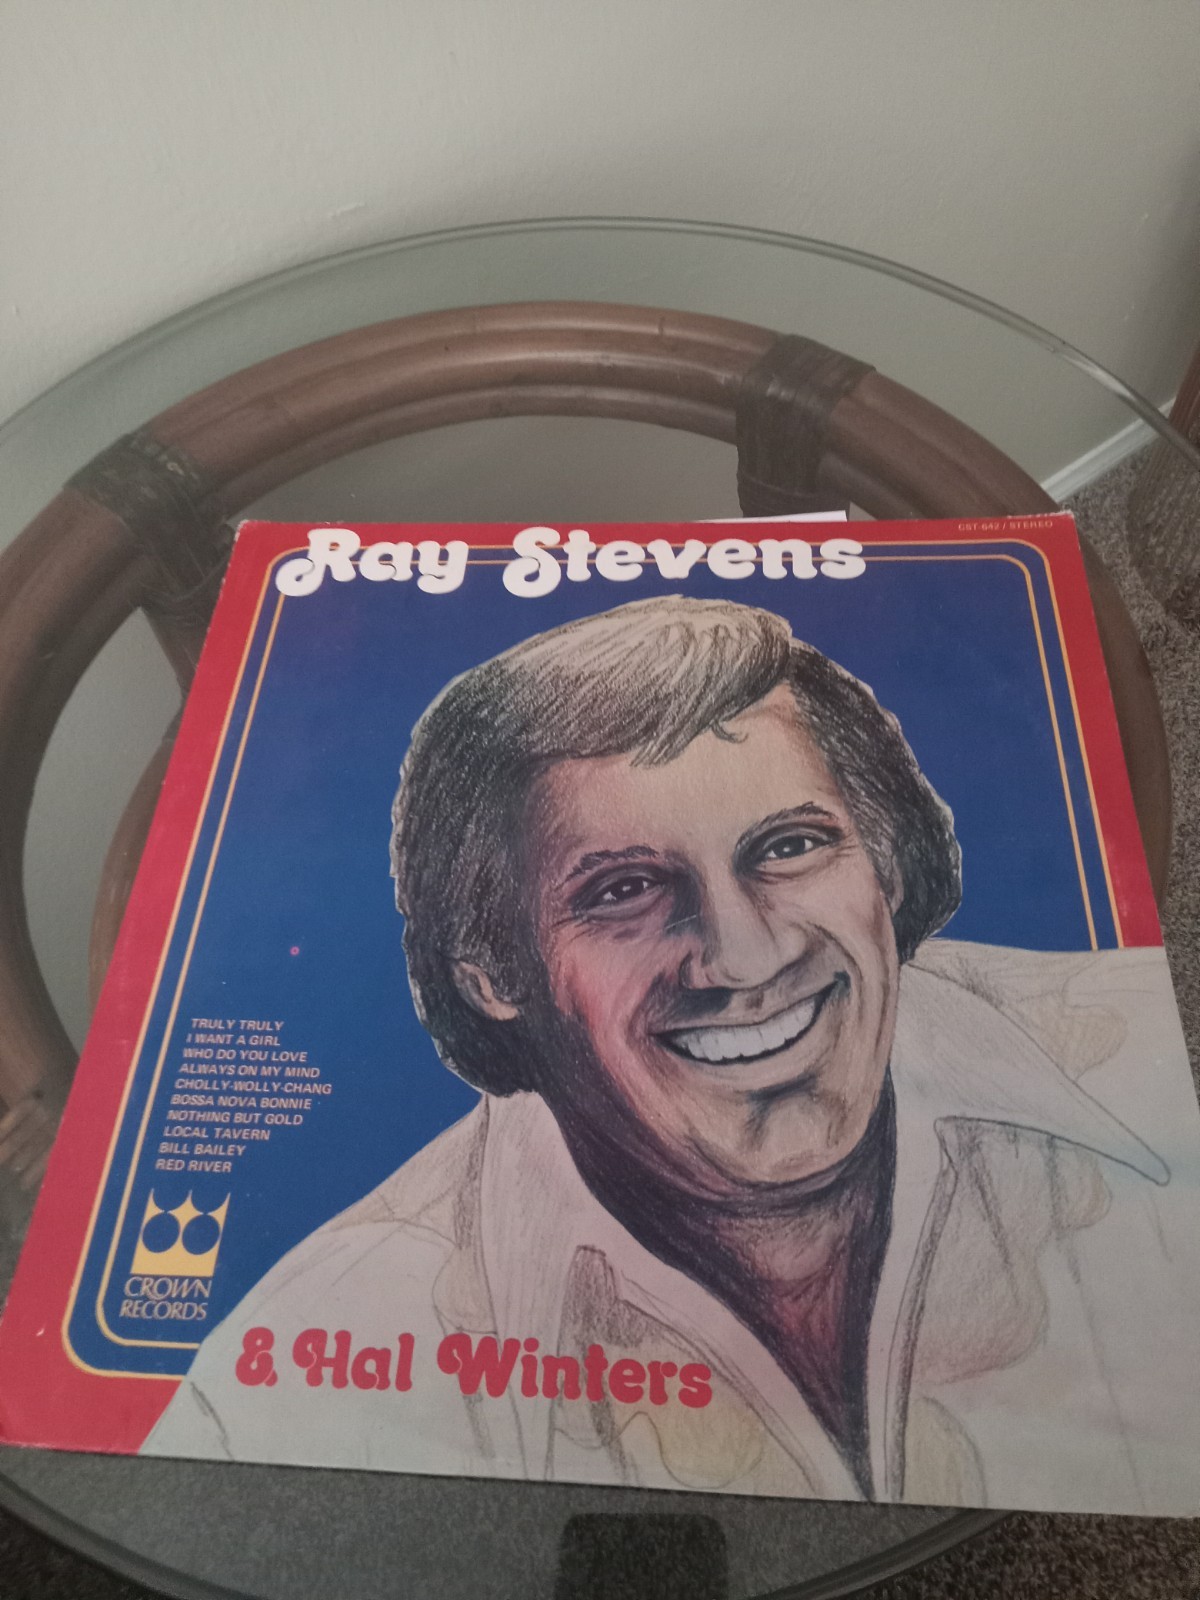 CST-642 / STEREO
Ray Stevens
TRULY TRULY
I WANT A GIRL
WHO DO YOU LOVE
ALWAYS ON MY MIND
CHOLLY-WOLLY-CHANG
BOSSA NOVA BONNIE
NOTHING BUT GOLD
LOCAL TAVERN
BILL BAILEY
RED RIVER
CROWN
RECORDS
& Hal Winters